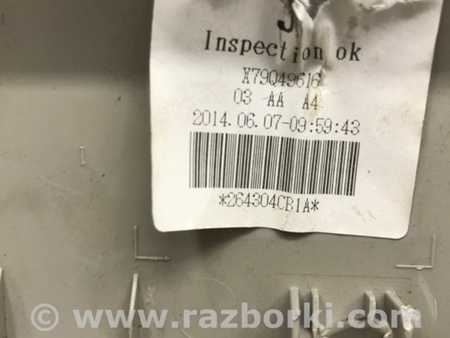 J
Inspection ok
X79Q49616
03 AA A4
2014.06.07-09:59:43
*264304CB1A*
www.razborki.com